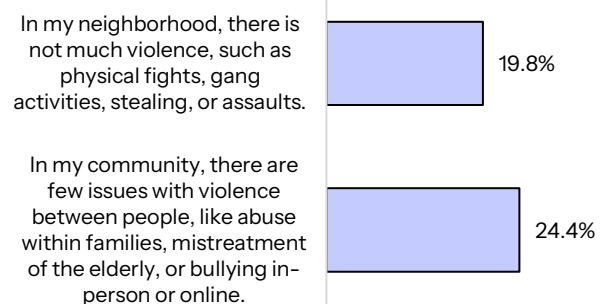 In my neighborhood, there is
not much violence, such as
physical fights, gang
activities, stealing, or assaults.
19.8%
In my community, there are
few issues with violence
between people, like abuse
within families, mistreatment
of the elderly, or bullying in-
person or online.
24.4%